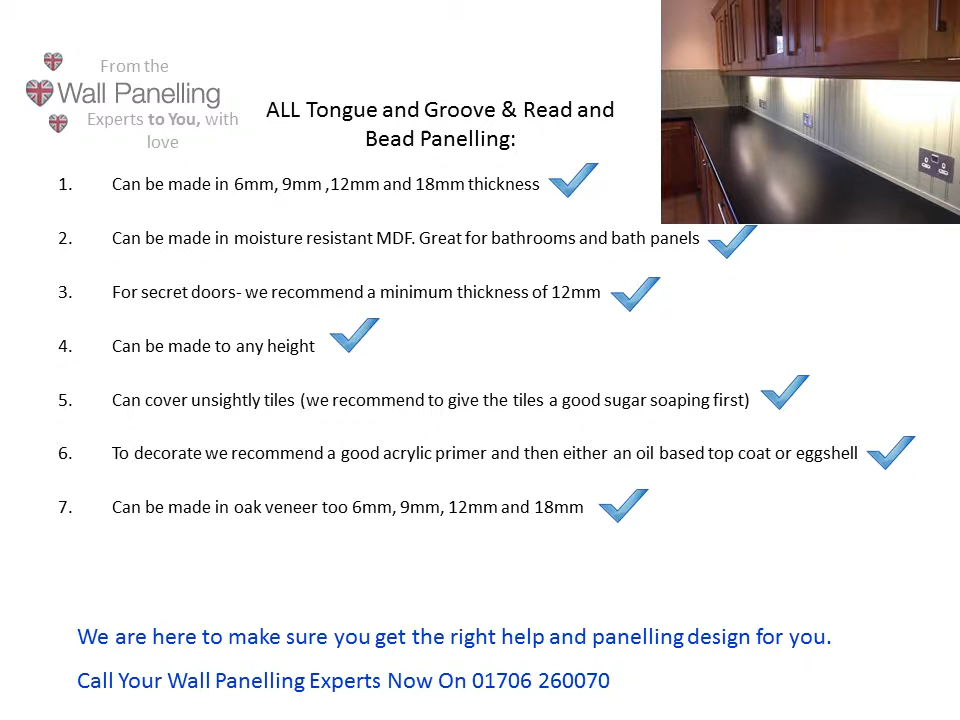 From the
Wall Panelling
Experts to You, with
love
ALL Tongue and Groove & Read and
Bead Panelling:
1. Can be made in 6mm, 9mm ,12mm and 18mm thickness
2. Can be made in moisture resistant MDF. Great for bathrooms and bath panels
3. For secret doors- we recommend a minimum thickness of 12mm
4. Can be made to any height
5. Can cover unsightly tiles (we recommend to give the tiles a good sugar soaping first)
6. To decorate we recommend a good acrylic primer and then either an oil based top coat or eggshell
7. Can be made in oak veneer too 6mm, 9mm, 12mm and 18mm
We are here to make sure you get the right help and panelling design for you.
Call Your Wall Panelling Experts Now On 01706 260070